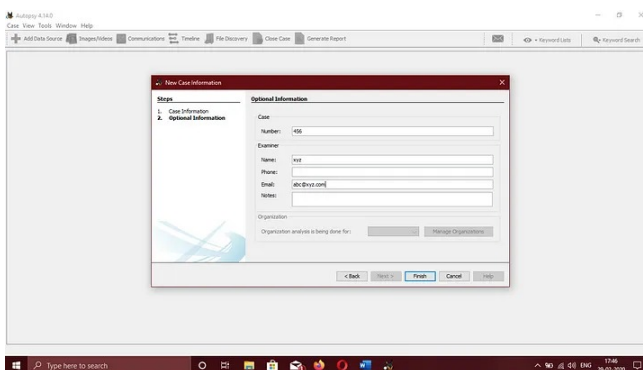 Autopsy 4.14.0
Case View Tools Window Help
Add Data Source Images/Videos Communications Timeline File Discovery Close Case Generate Report Keyword Lists Keyword Search
New Case Information
Steps
1. Case Information
2. Optional Information
Optional Information
Case
Number: 456
Examiner
Name: xyz
Phone:
Email: abc@xyz.com
Notes:
Organization
Organization analysis is being done for: Manage Organizations
< Back Next > Finish Cancel Help
Type here to search ENG 17:46